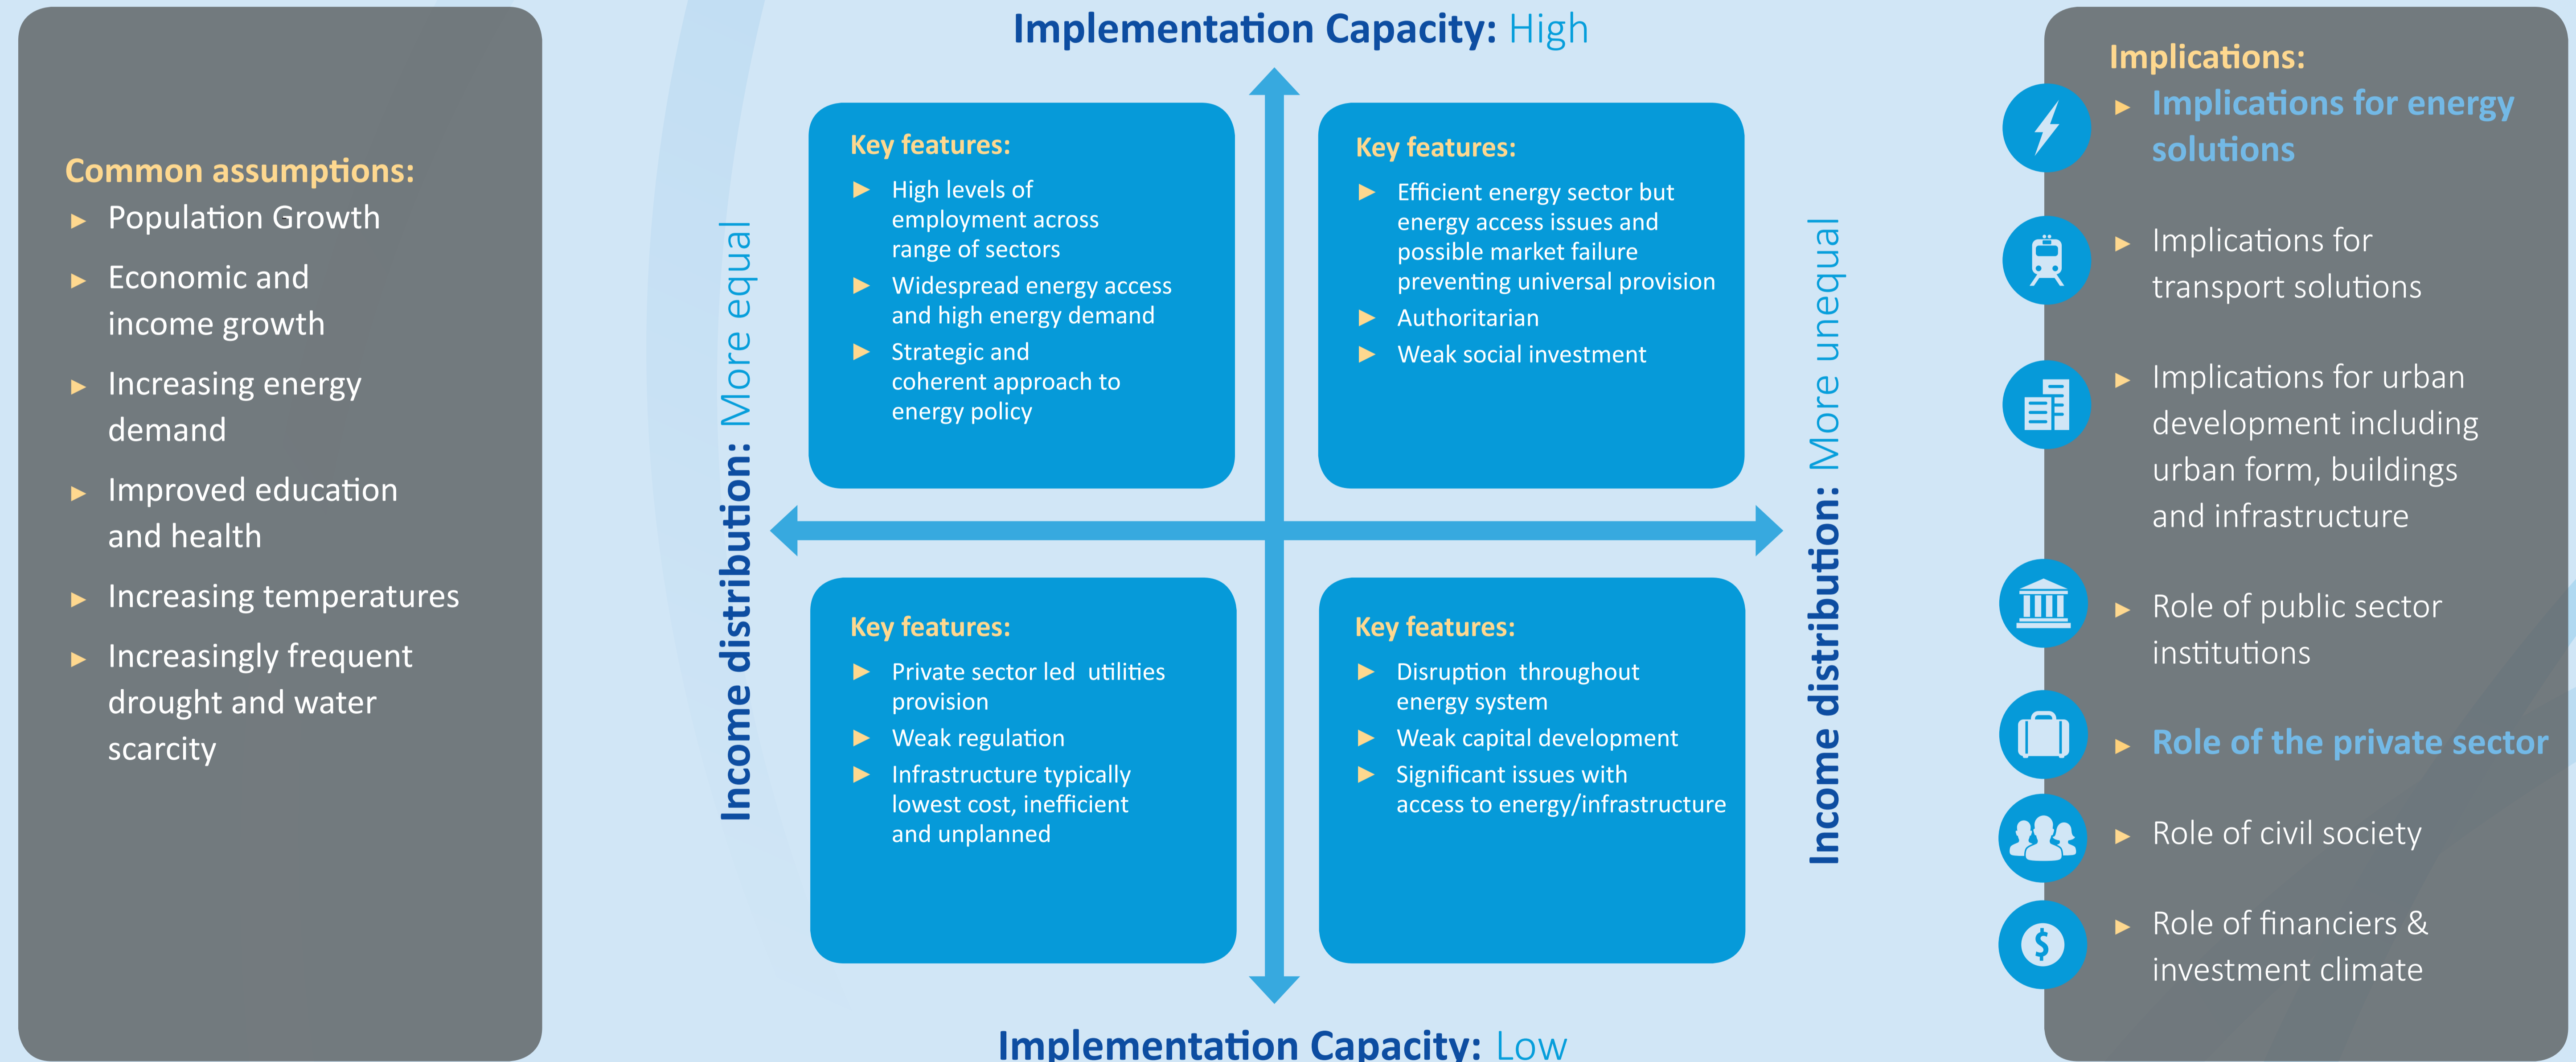 Common assumptions:
► Population Growth
► Economic and
income growth
► Increasing energy
demand
► Improved education
and health
► Increasing temperatures
► Increasingly frequent
drought and water
scarcity
Implementation Capacity: High
Income distribution: More equal
Key features:
► High levels of
employment across
range of sectors
► Widespread energy access
and high energy demand
► Strategic and
coherent approach to
energy policy
Key features:
► Efficient energy sector but
energy access issues and
possible market failure
preventing universal provision
► Authoritarian
► Weak social investment
Key features:
► Private sector led utilities
provision
► Weak regulation
► Infrastructure typically
lowest cost, inefficient
and unplanned
Key features:
► Disruption throughout
energy system
► Weak capital development
► Significant issues with
access to energy/infrastructure
Income distribution: More unequal
Implementation Capacity: Low
Implications:
► Implications for energy
solutions
► Implications for
transport solutions
► Implications for urban
development including
urban form, buildings
and infrastructure
► Role of public sector
institutions
► Role of the private sector
► Role of civil society
$
► Role of financiers &
investment climate